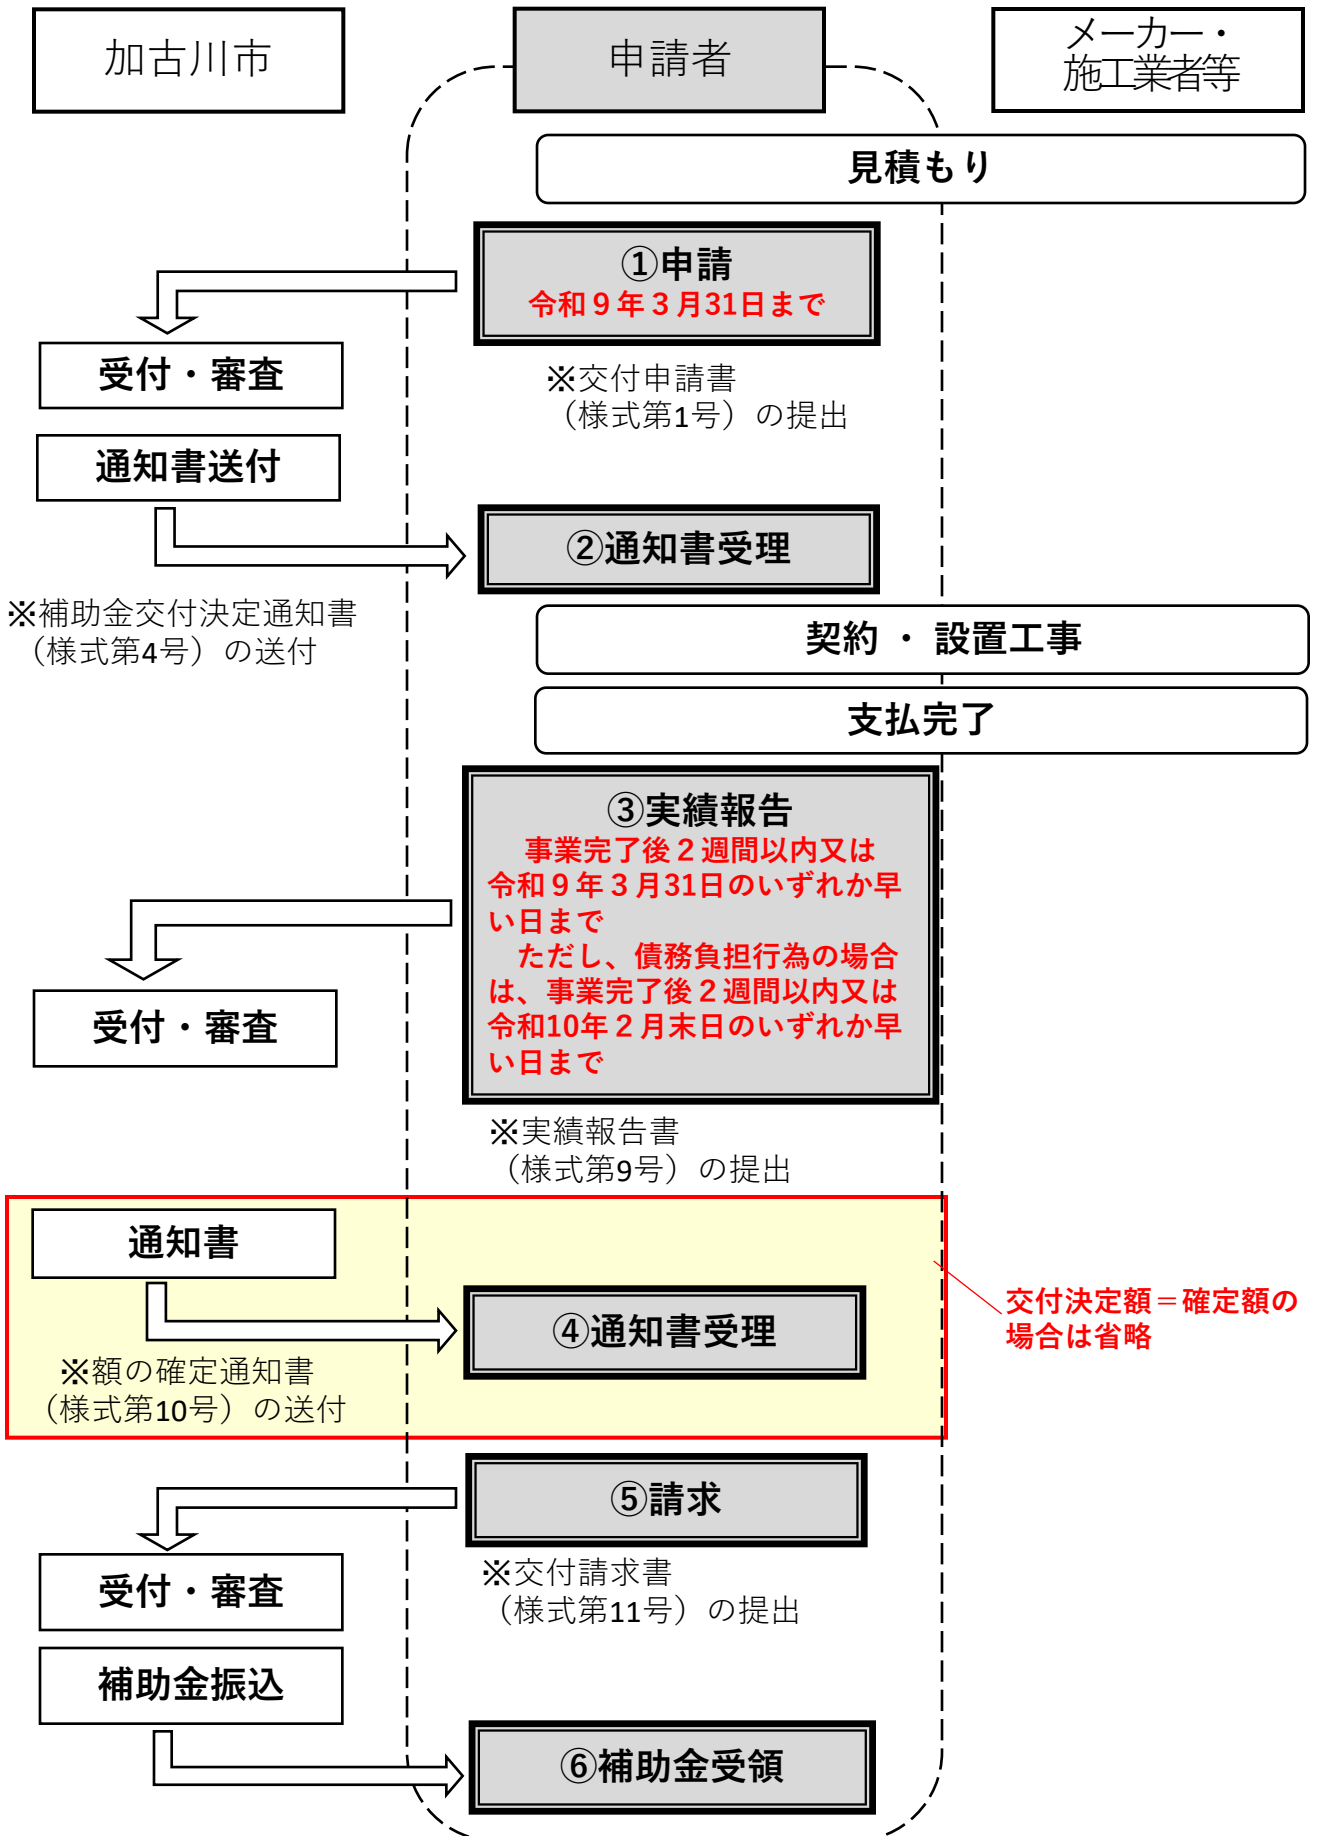 加古川市
申請者
メーカー・
施工業者等
見積もり
①申請
令和９年３月31日まで
受付・審査
※交付申請書
（様式第1号）の提出
通知書送付
②通知書受理
※補助金交付決定通知書
（様式第4号）の送付
契約 ・ 設置工事
支払完了
③実績報告
事業完了後２週間以内又は
令和９年３月31日のいずれか早
い日まで
ただし、債務負担行為の場合
は、事業完了後２週間以内又は
令和10年２月末日のいずれか早
い日まで
受付・審査
※実績報告書
（様式第9号）の提出
通知書
④通知書受理
交付決定額＝確定額の
場合は省略
※額の確定通知書
（様式第10号）の送付
⑤請求
※交付請求書
（様式第11号）の提出
受付・審査
補助金振込
⑥補助金受領